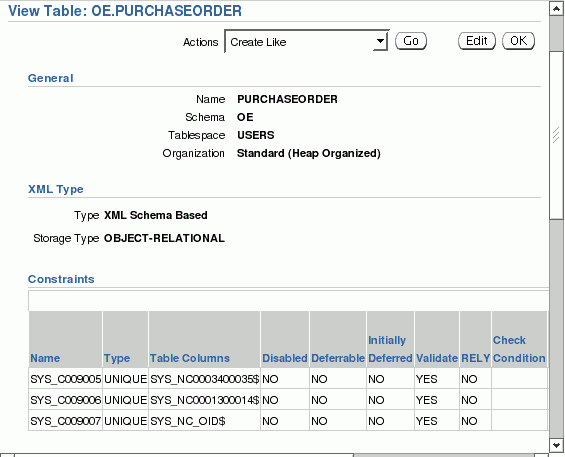 View Table: OE.PURCHASEORDER
Actions Create Like Go Edit OK
General
Name PURCHASEORDER
Schema OE
Tablespace USERS
Organization Standard (Heap Organized)
XML Type
Type XML Schema Based
Storage Type OBJECT-RELATIONAL
Constraints
Name Type Table Columns Disabled Deferrable Initially Deferred Validate RELY Check Condition
SYS_C009005 UNIQUE SYS_NC0003400035$ NO NO NO YES NO
SYS_C009006 UNIQUE SYS_NC0001300014$ NO NO NO YES NO
SYS_C009007 UNIQUE SYS_NC_OID$ NO NO NO YES NO